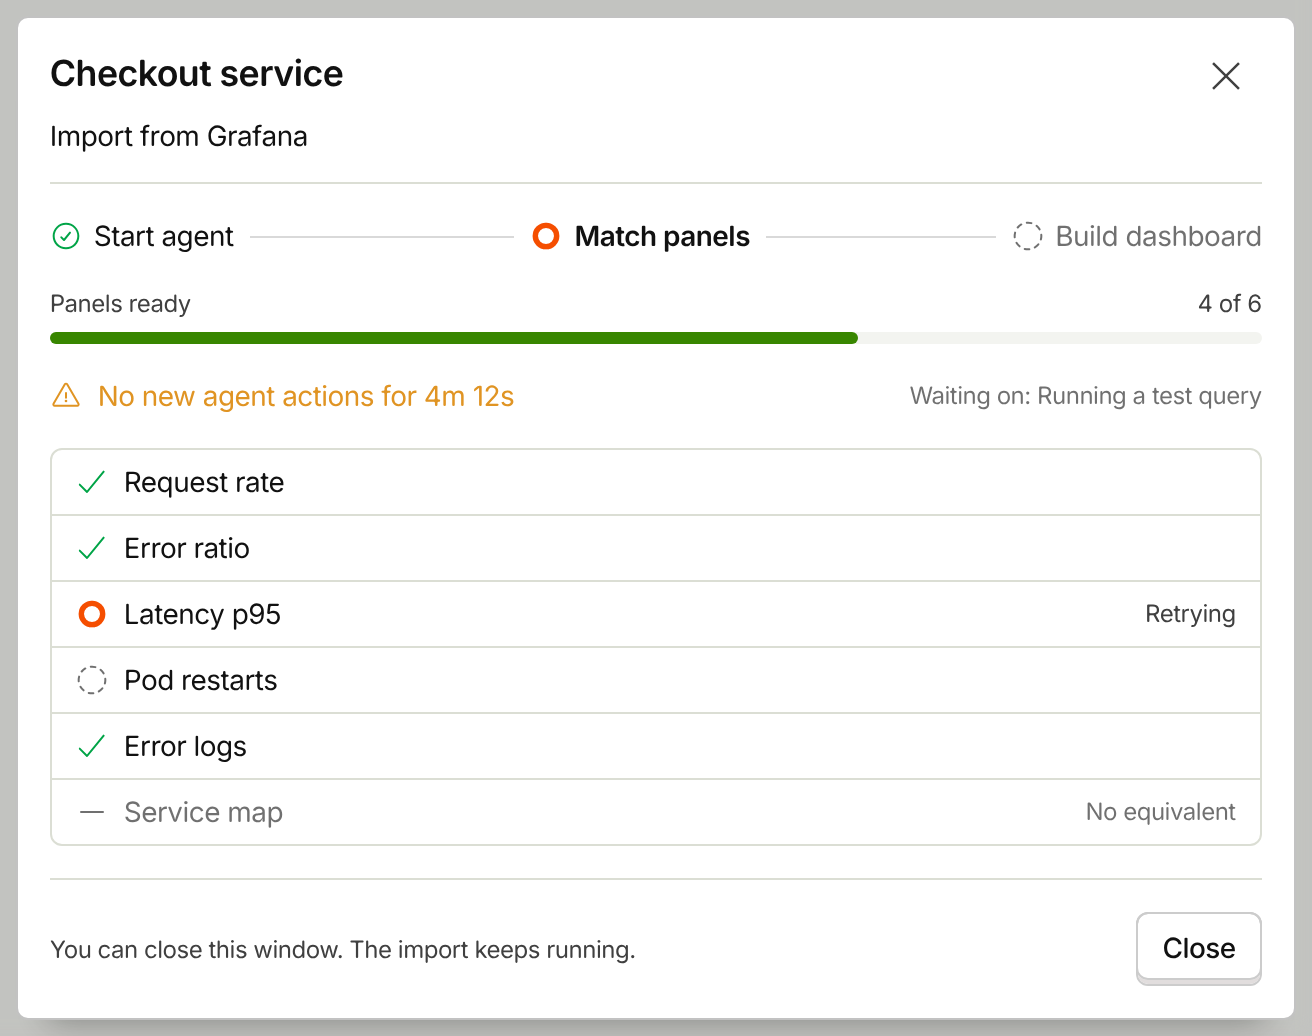 Checkout service
Import from Grafana
Start agent
Match panels
Build dashboard
Panels ready
4 of 6
No new agent actions for 4m 12s
Waiting on: Running a test query
Request rate
Error ratio
Latency p95
Retrying
Pod restarts
Error logs
Service map
No equivalent
You can close this window. The import keeps running.
Close